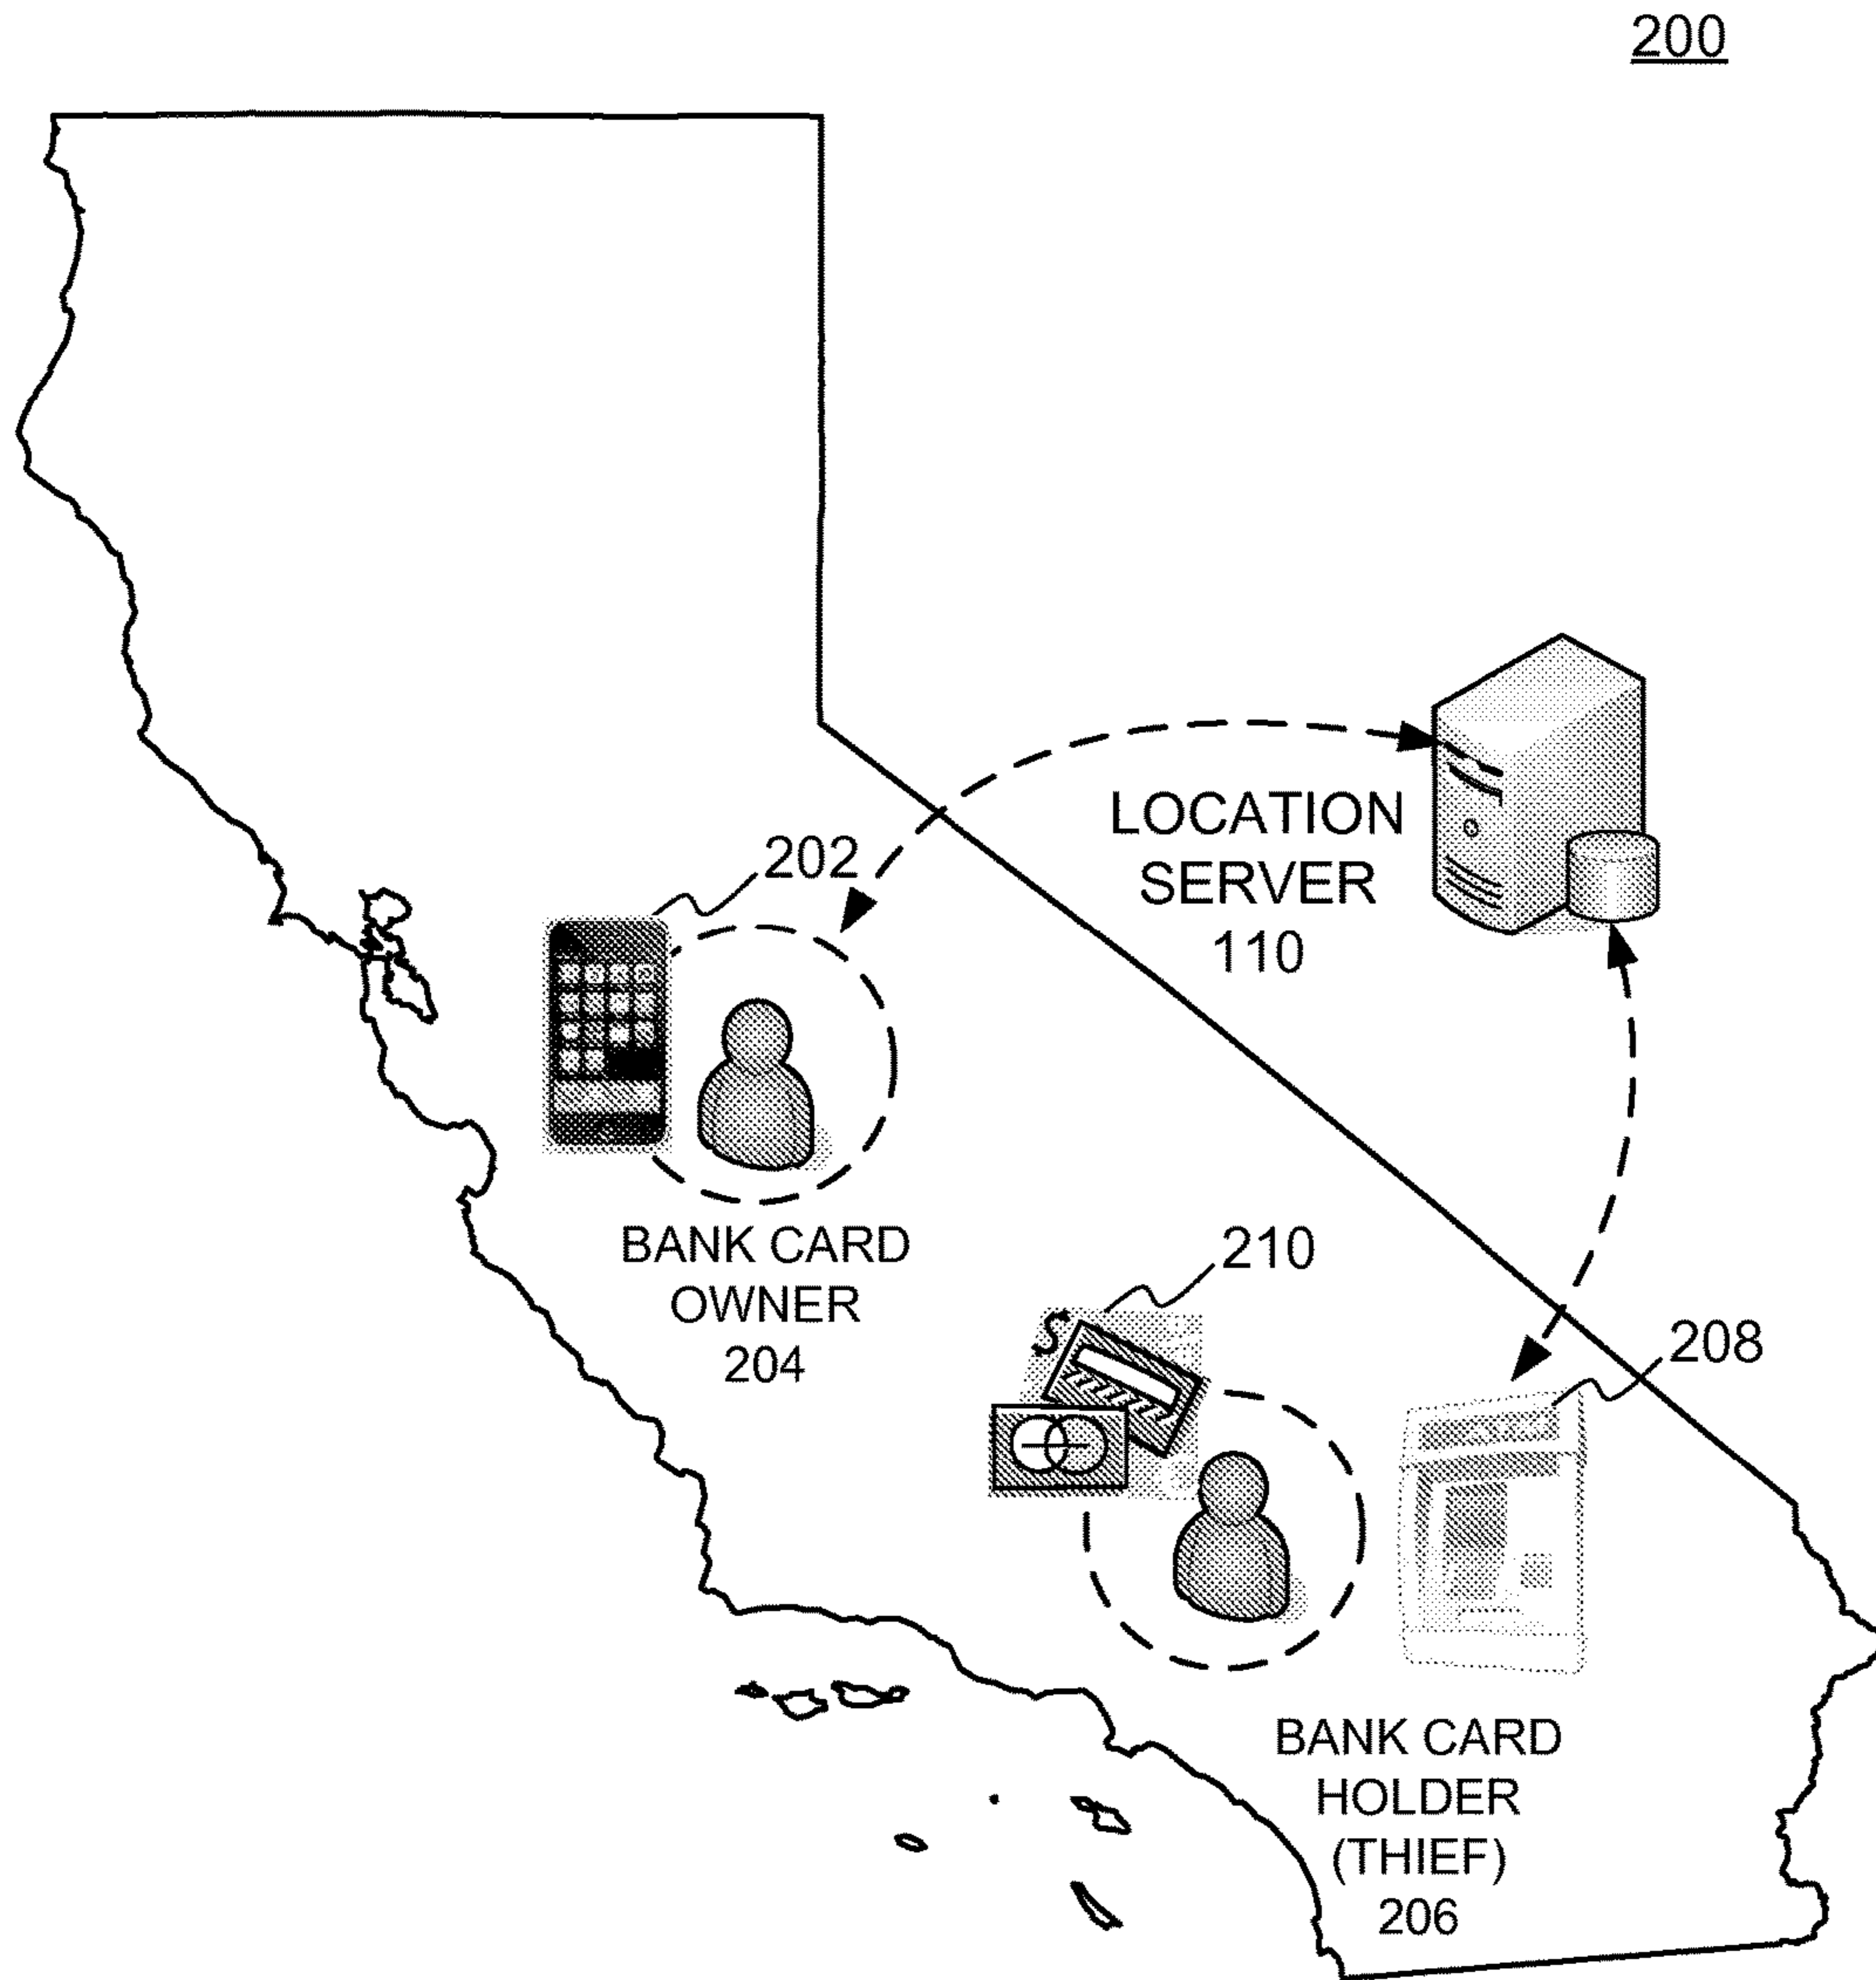 200
LOCATION
SERVER
110
202
BANK CARD
OWNER
204
210
208
BANK CARD
HOLDER
(THIEF)
206